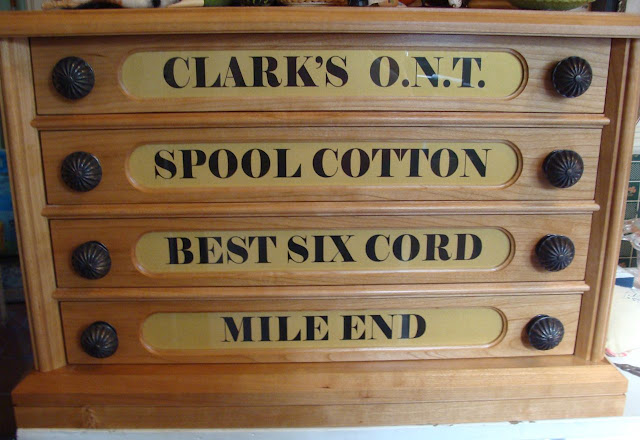 CLARK'S O.N.T.
SPOOL COTTON
BEST SIX CORD
MILE END